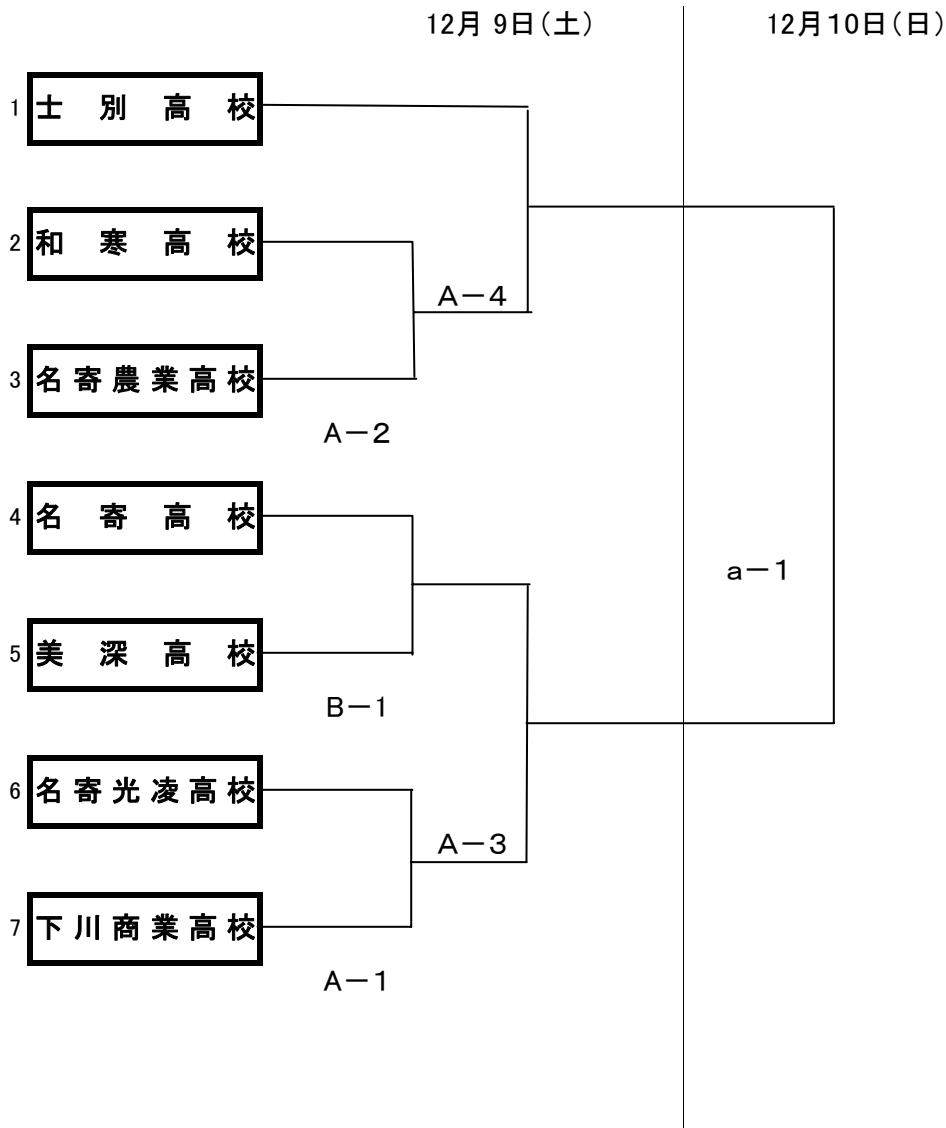 12月 9日(土) 12月10日(日)
1 士別高校
2 和寒高校
A-4
3 名寄農業高校
A-2
4 名寄高校
a-1
5 美深高校
B-1
6 名寄光凌高校
A-3
7 下川商業高校
A-1